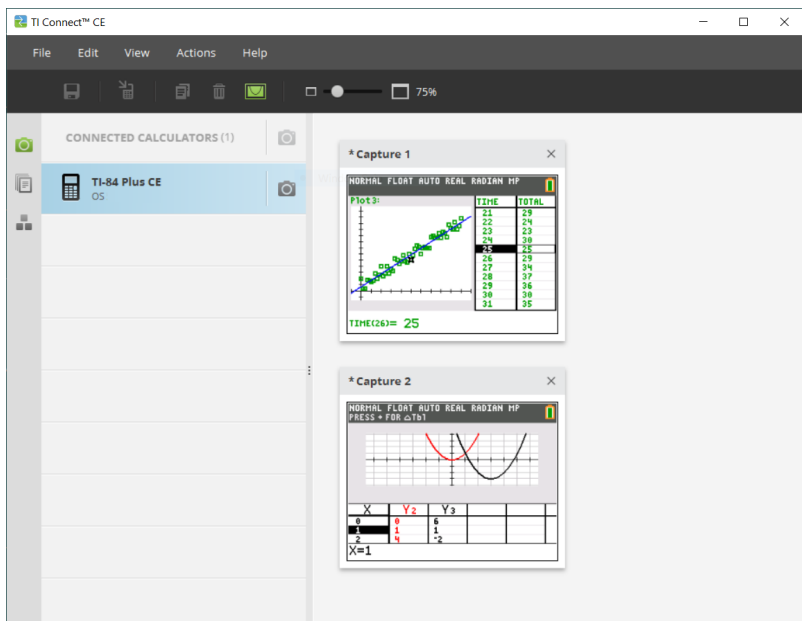 TI Connect™ CE
File Edit View Actions Help
75%
CONNECTED CALCULATORS (1)
TI-84 Plus CE
OS
*Capture 1
NORMAL FLOAT AUTO REAL RADIAN MP
Plot3:
TIME TOTAL
21 29
22 24
23 23
24 30
25 25
26 29
27 34
28 37
29 36
30 30
31 35
TIME(26)= 25
*Capture 2
NORMAL FLOAT AUTO REAL RADIAN MP
PRESS + FOR △Tbl
X Y2 Y3
0 0 6
1 1 1
2 4 -2
X=1